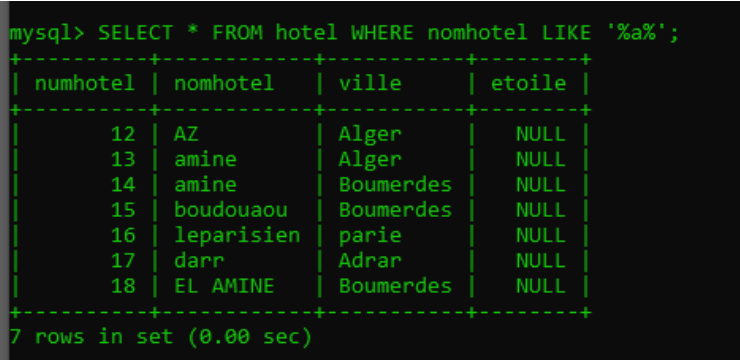 mysql> SELECT * FROM hotel WHERE nomhotel LIKE '%a%';
+----------+------------+-----------+--------+
| numhotel | nomhotel | ville | etoile |
+----------+------------+-----------+--------+
| 12 | AZ | Alger | NULL |
| 13 | amine | Alger | NULL |
| 14 | amine | Boumerdes | NULL |
| 15 | boudouaou | Boumerdes | NULL |
| 16 | leparisien | parie | NULL |
| 17 | darr | Adrar | NULL |
| 18 | EL AMINE | Boumerdes | NULL |
+----------+------------+-----------+--------+
7 rows in set (0.00 sec)